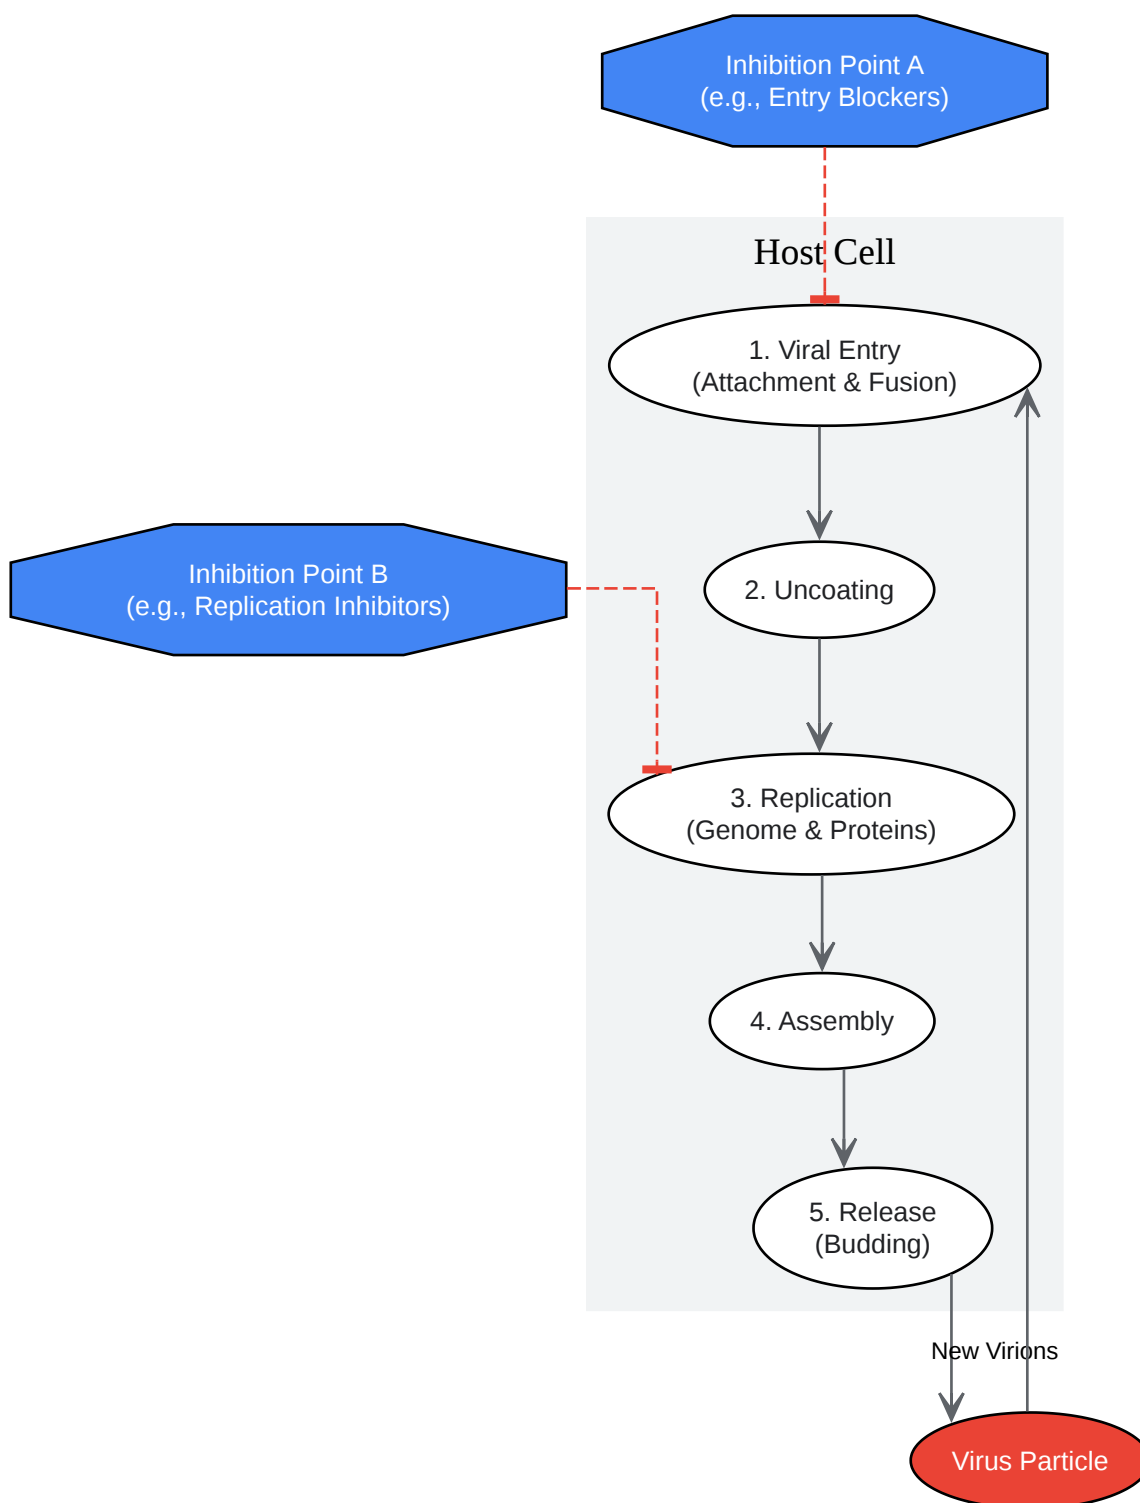 Inhibition Point A
(e.g., Entry Blockers)
Host Cell
1. Viral Entry
(Attachment & Fusion)
Inhibition Point B
(e.g., Replication Inhibitors)
2. Uncoating
3. Replication
(Genome & Proteins)
4. Assembly
5. Release
(Budding)
New Virions
Virus Particle